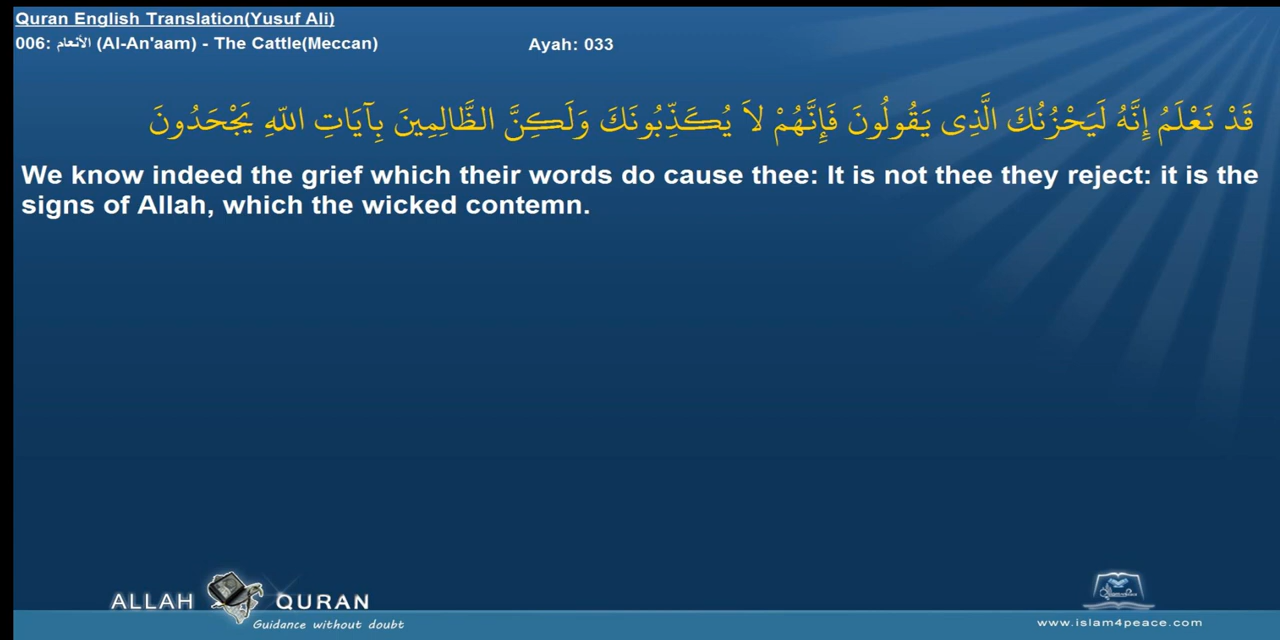 Quran English Translation(Yusuf Ali)
006: الأنعام (Al-An'aam) - The Cattle(Meccan)
Ayah: 033
قَدْ نَعْلَمُ إِنَّهُ لَيَحْزُنُكَ الَّذِى يَقُولُونَ فَإِنَّهُمْ لاَ يُكَذِّبُونَكَ وَلَكِنَّ الظَّالِمِينَ بِآيَاتِ اللّهِ يَجْحَدُونَ
We know indeed the grief which their words do cause thee: It is not thee they reject: it is the
signs of Allah, which the wicked contemn.
ALLAH QURAN
Guidance without doubt
www.islam4peace.com